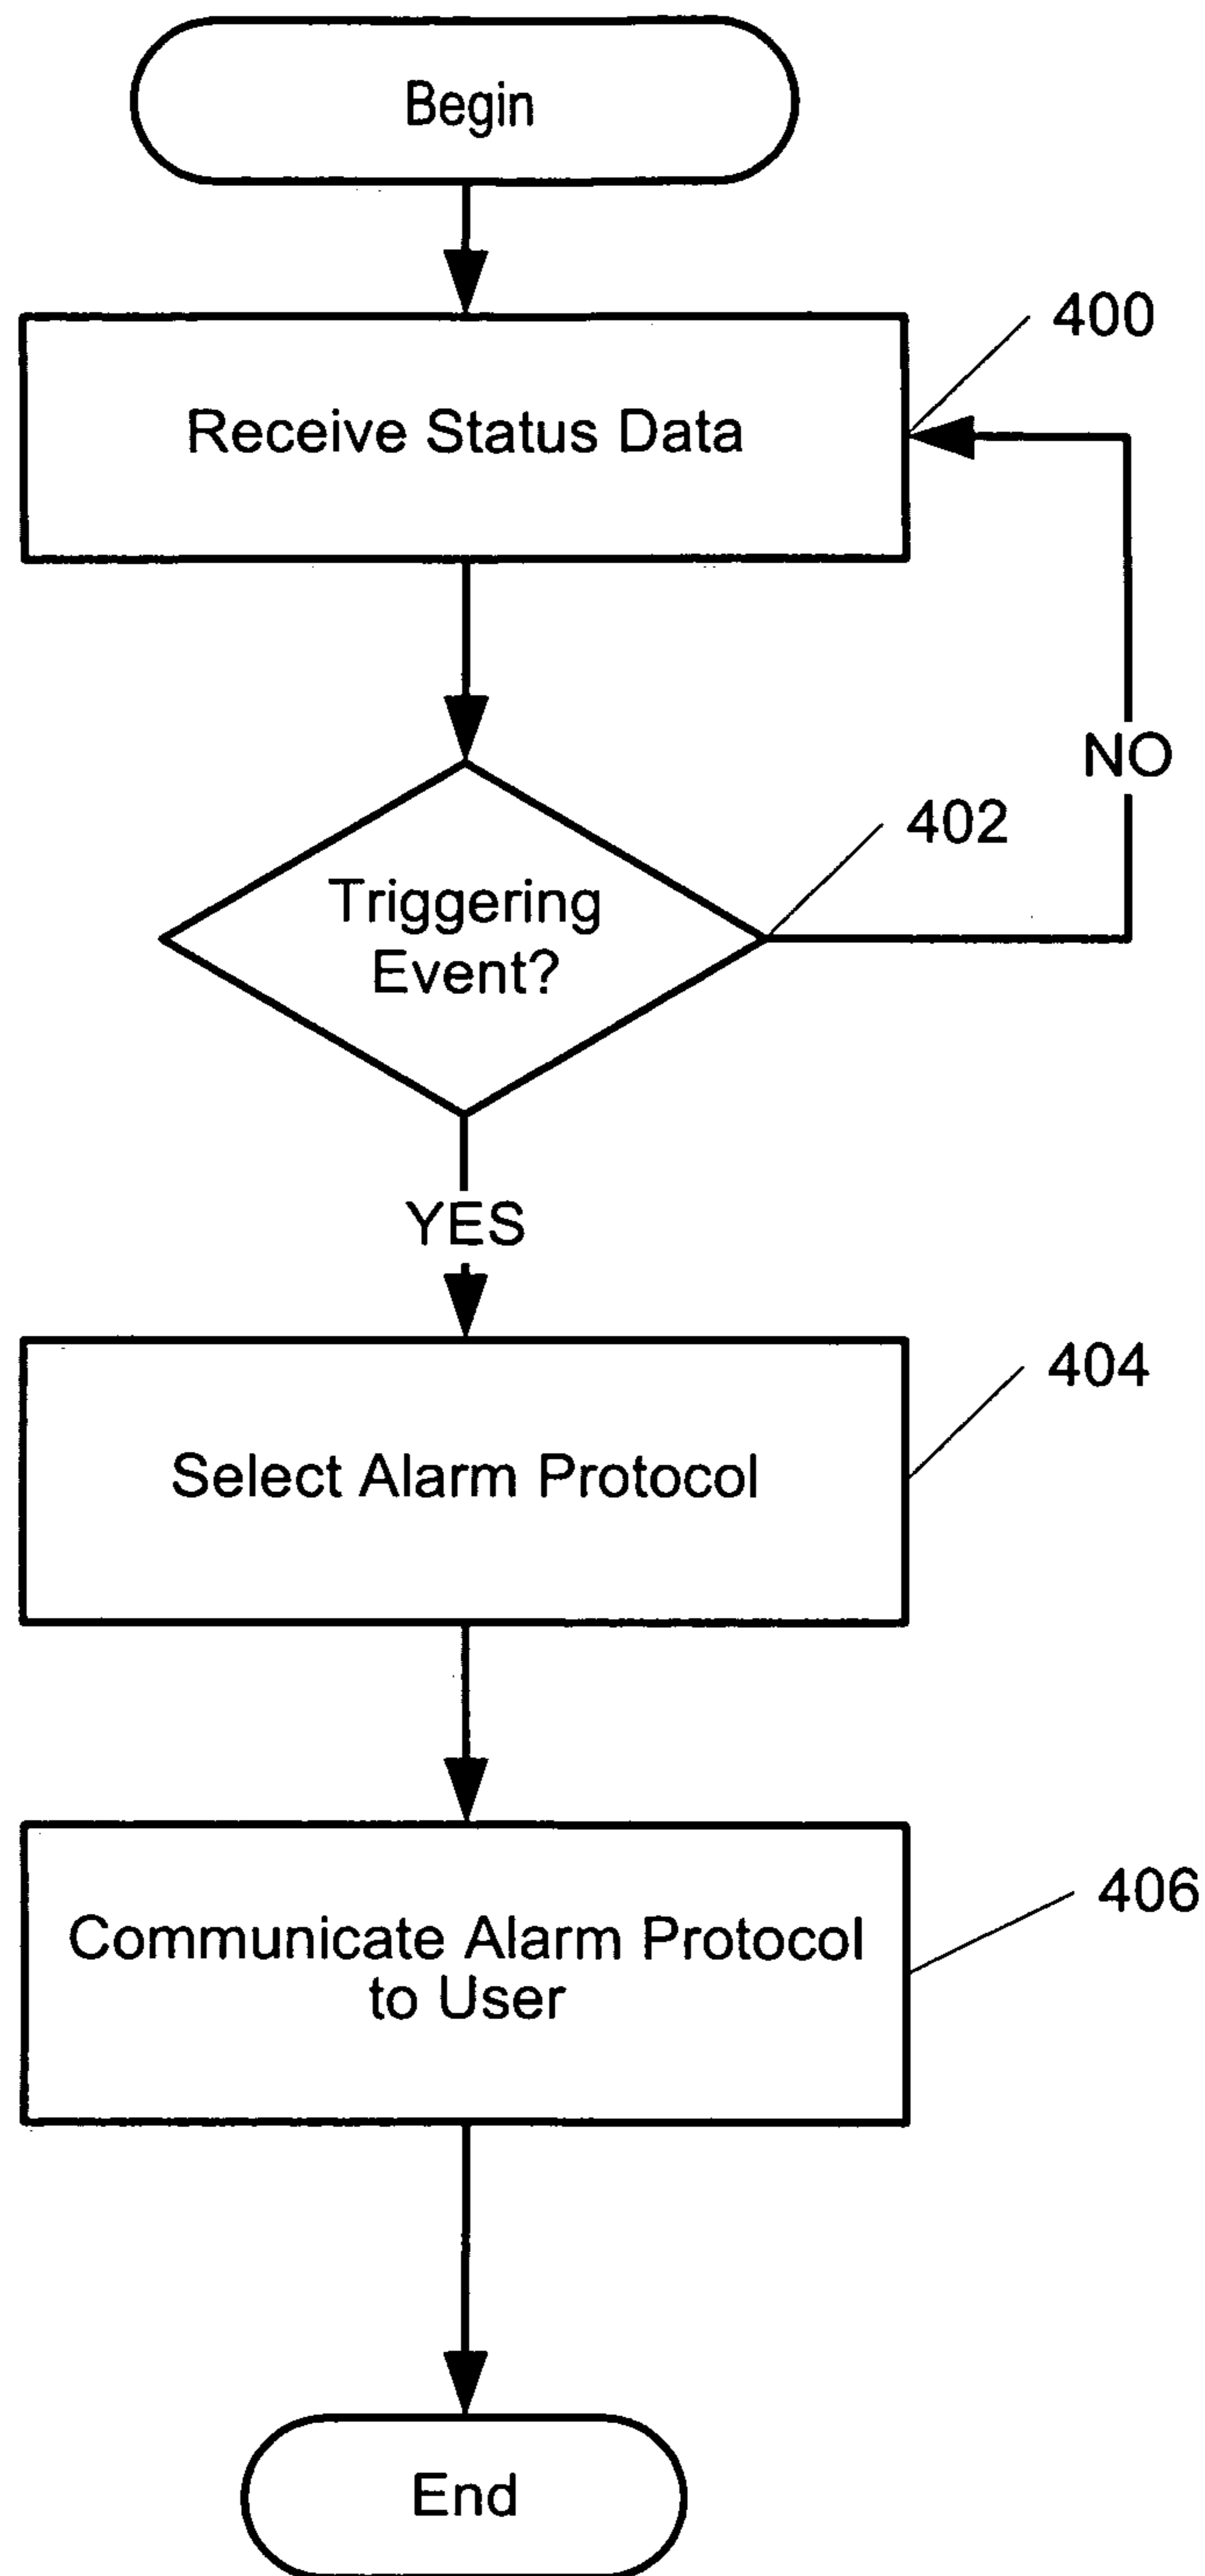 Begin
400
Receive Status Data
NO
402
Triggering
Event?
YES
404
Select Alarm Protocol
406
Communicate Alarm Protocol
to User
End